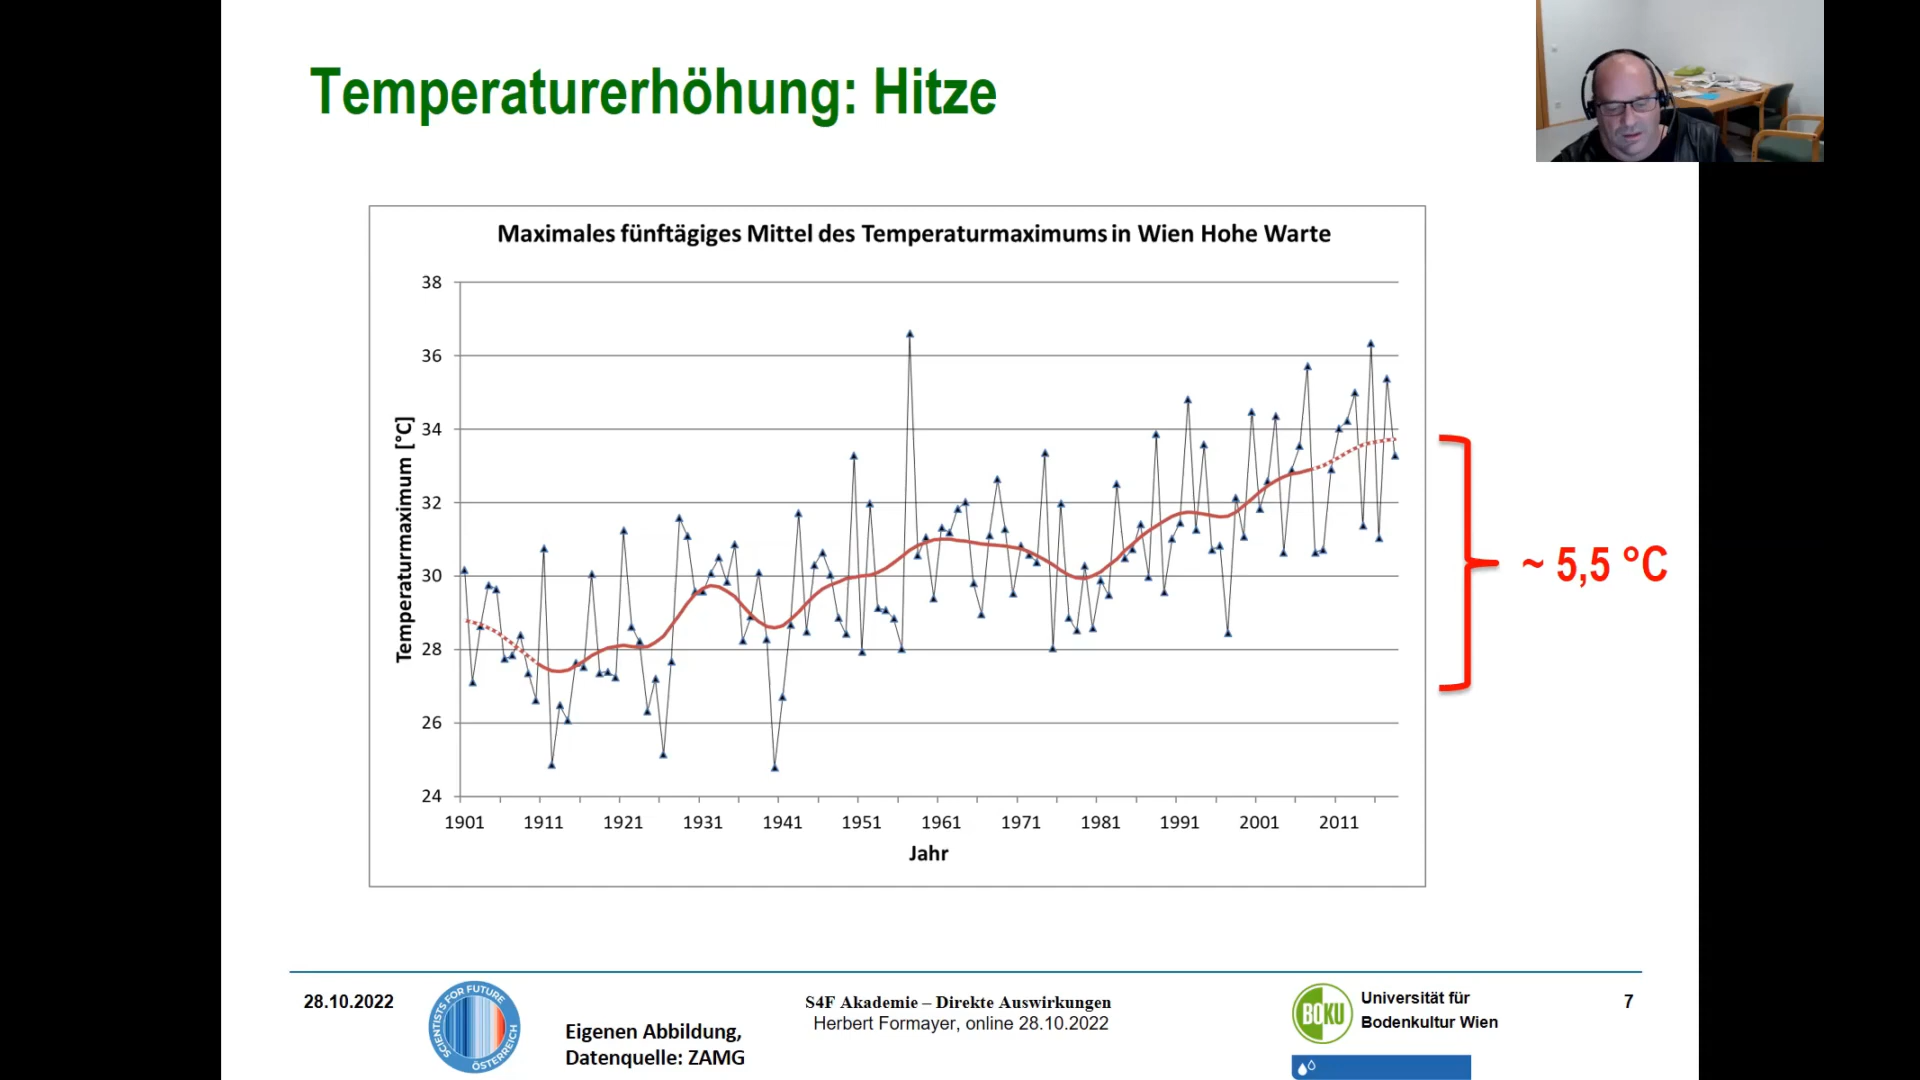 Temperaturerhöhung: Hitze
Maximales fünftägiges Mittel des Temperaturmaximums in Wien Hohe Warte
38
36
34
32
30
28
26
24
Temperaturmaximum [°C]
1901 1911 1921 1931 1941 1951 1961 1971 1981 1991 2001 2011
Jahr
~ 5,5 °C
28.10.2022
SCIENTISTS FOR FUTURE
ÖSTERREICH
Eigenen Abbildung,
Datenquelle: ZAMG
S4F Akademie – Direkte Auswirkungen
Herbert Formayer, online 28.10.2022
BOKU
Universität für
Bodenkultur Wien
7